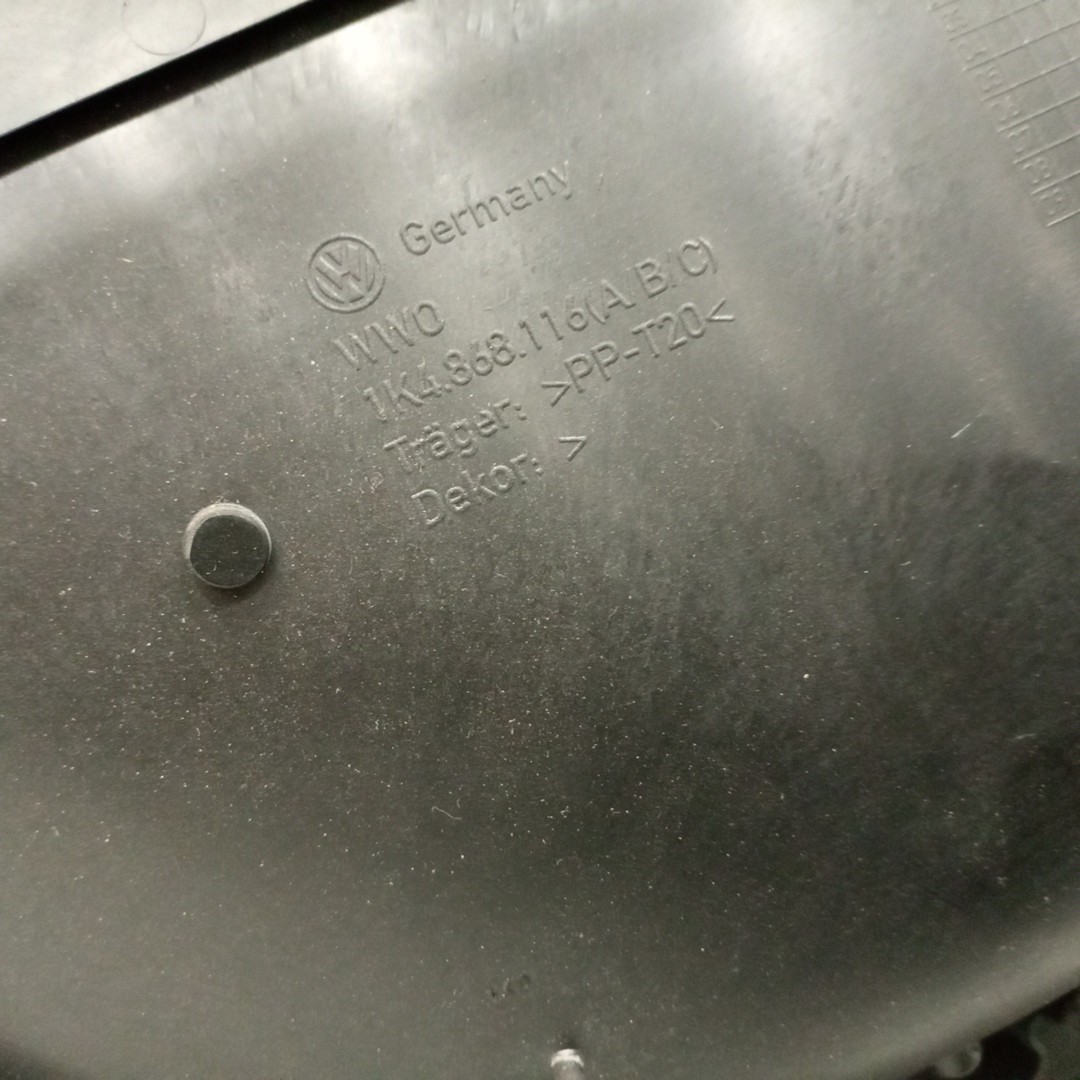 Germany
WWO
1K4.868.116(A/B/C)
Träger: >PP-T20<
Dekor: >